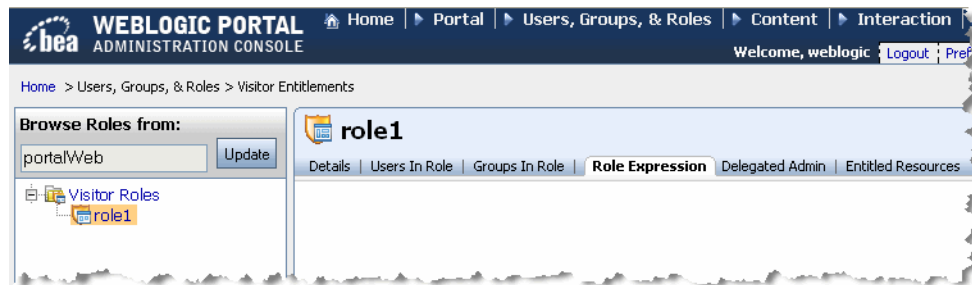 bea WEBLOGIC PORTAL Home Portal Users, Groups, & Roles Content Interaction
ADMINISTRATION CONSOLE
Welcome, weblogic Logout Pref
Home > Users, Groups, & Roles > Visitor Entitlements
Browse Roles from:
portalWeb Update
Visitor Roles
role1
role1
Details | Users In Role | Groups In Role | Role Expression Delegated Admin | Entitled Resources